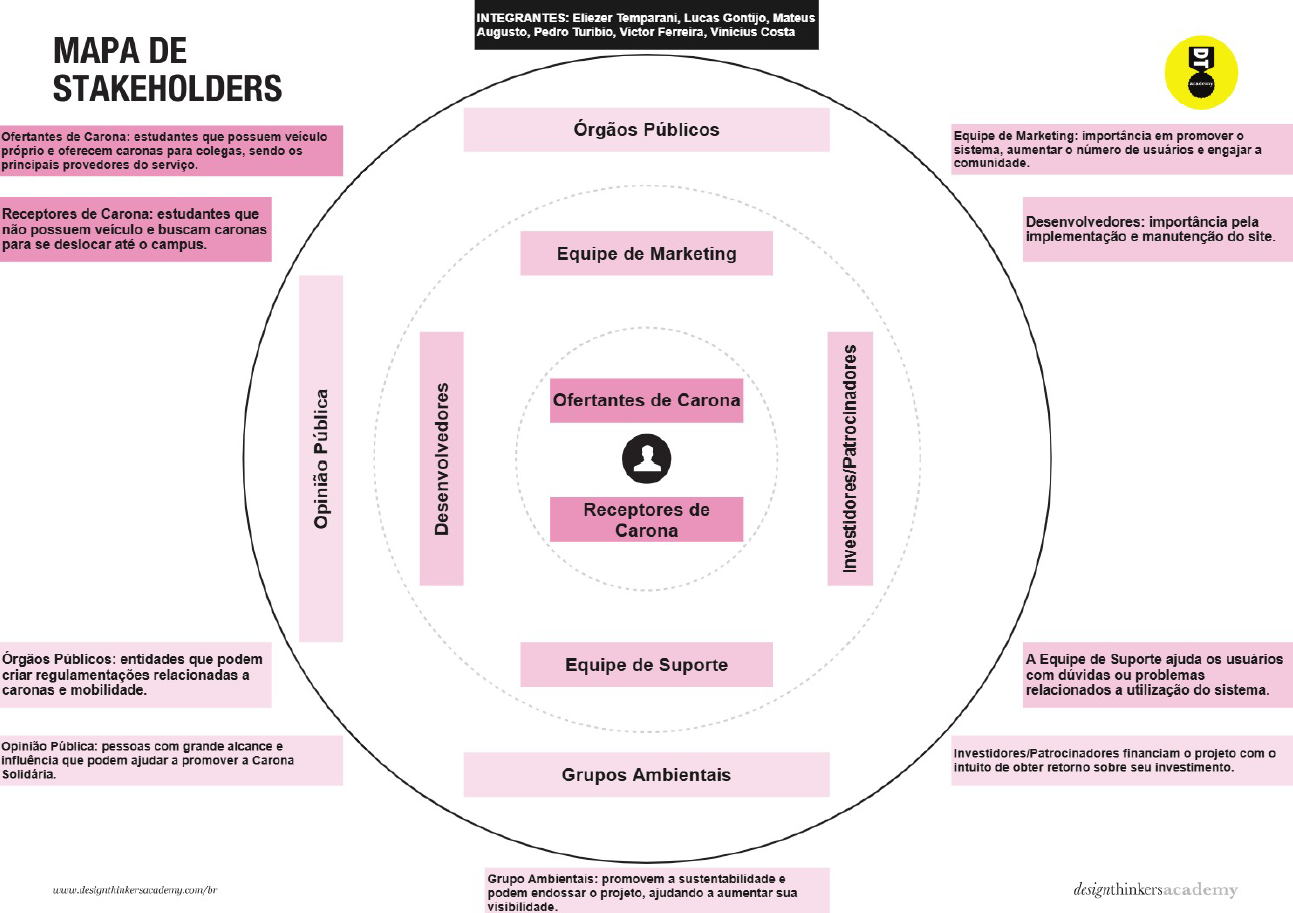 INTEGRANTES: Eliezer Temparani, Lucas Gontijo, Mateus
Augusto, Pedro Turibio, Victor Ferreira, Vinicius Costa
MAPA DE
STAKEHOLDERS
DT
academy
Ofertantes de Carona: estudantes que possuem veículo
próprio e oferecem caronas para colegas, sendo os
principais provedores do serviço.
Receptores de Carona: estudantes que
não possuem veículo e buscam caronas
para se deslocar até o campus.
Equipe de Marketing: importância em promover o
sistema, aumentar o número de usuários e engajar a
comunidade.
Desenvolvedores: importância pela
implementação e manutenção do site.
Órgãos Públicos
Equipe de Marketing
Opinião Pública
Desenvolvedores
Ofertantes de Carona
Receptores de
Carona
Investidores/Patrocinadores
Equipe de Suporte
Grupos Ambientais
Órgãos Públicos: entidades que podem
criar regulamentações relacionadas a
caronas e mobilidade.
Opinião Pública: pessoas com grande alcance e
influência que podem ajudar a promover a Carona
Solidária.
A Equipe de Suporte ajuda os usuários
com dúvidas ou problemas
relacionados a utilização do sistema.
Investidores/Patrocinadores financiam o projeto com o
intuito de obter retorno sobre seu investimento.
Grupo Ambientais: promovem a sustentabilidade e
podem endossar o projeto, ajudando a aumentar sua
visibilidade.
www.designthinkersacademy.com/br
designthinkersacademy